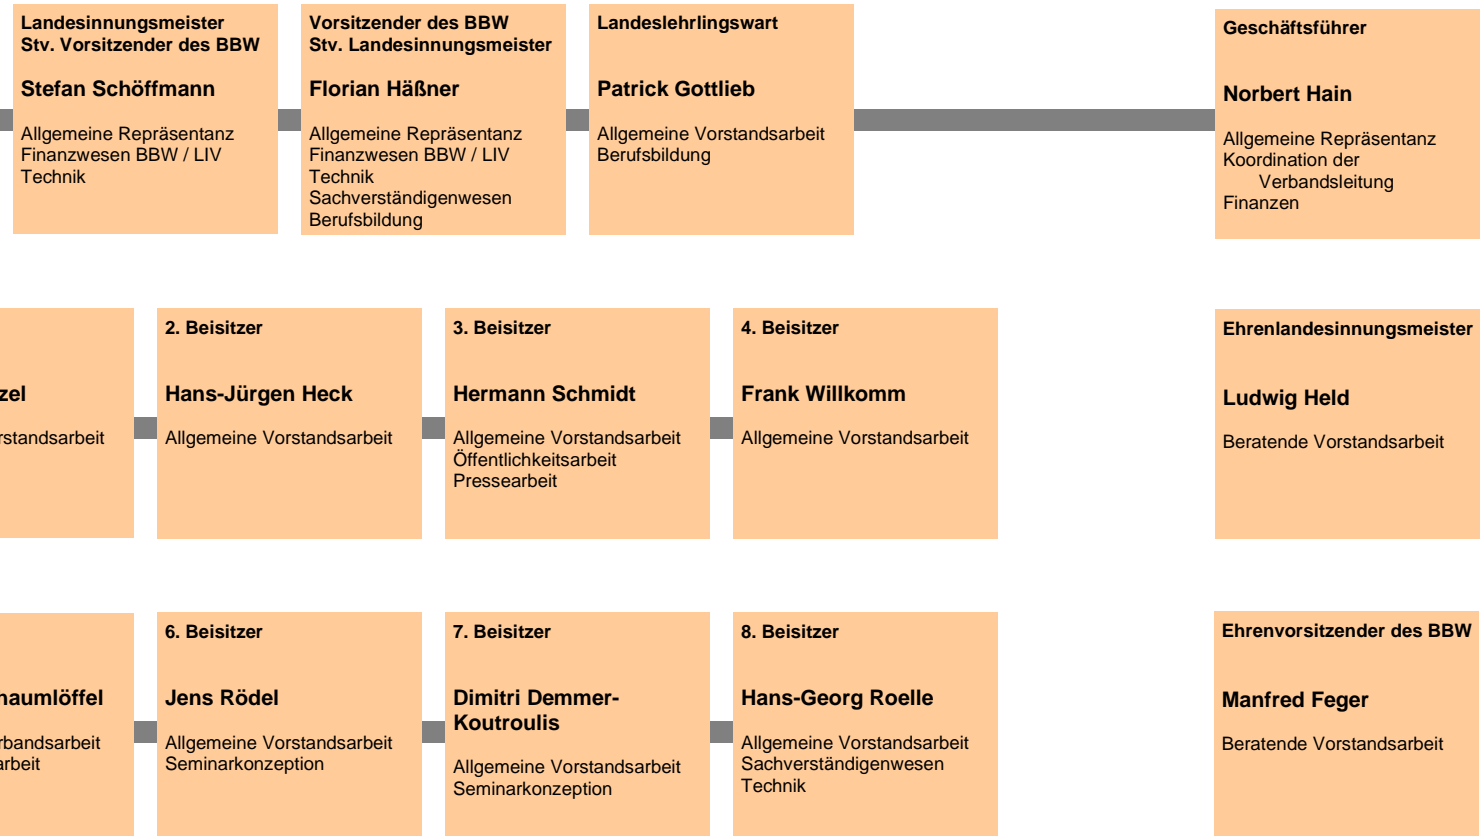 Landesinnungsmeister
Stv. Vorsitzender des BBW
Stefan Schöffmann
Allgemeine Repräsentanz
Finanzwesen BBW / LIV
Technik
Vorsitzender des BBW
Stv. Landesinnungsmeister
Florian Häßner
Allgemeine Repräsentanz
Finanzwesen BBW / LIV
Technik
Sachverständigenwesen
Berufsbildung
Landeslehrlingswart
Patrick Gottlieb
Allgemeine Vorstandsarbeit
Berufsbildung
Geschäftsführer
Norbert Hain
Allgemeine Repräsentanz
Koordination der
Verbandsleitung
Finanzen
zel
rstandsarbeit
2. Beisitzer
Hans-Jürgen Heck
Allgemeine Vorstandsarbeit
3. Beisitzer
Hermann Schmidt
Allgemeine Vorstandsarbeit
Öffentlichkeitsarbeit
Pressearbeit
4. Beisitzer
Frank Willkomm
Allgemeine Vorstandsarbeit
Ehrenlandesinnungsmeister
Ludwig Held
Beratende Vorstandsarbeit
haumlöffel
rbandsarbeit
rbeit
6. Beisitzer
Jens Rödel
Allgemeine Vorstandsarbeit
Seminarkonzeption
7. Beisitzer
Dimitri Demmer-
Koutroulis
Allgemeine Vorstandsarbeit
Seminarkonzeption
8. Beisitzer
Hans-Georg Roelle
Allgemeine Vorstandsarbeit
Sachverständigenwesen
Technik
Ehrenvorsitzender des BBW
Manfred Feger
Beratende Vorstandsarbeit